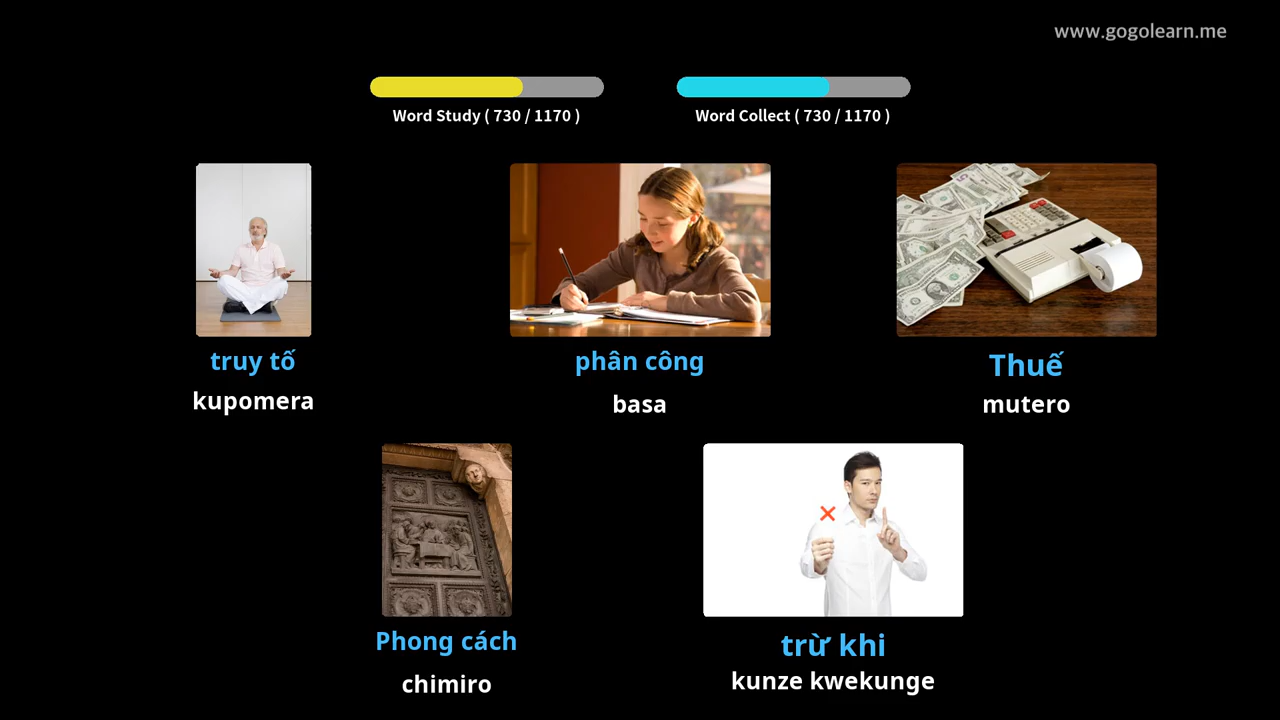 www.gogolearn.me
Word Study ( 730 / 1170 )
Word Collect ( 730 / 1170 )
truy tố
kupomera
phân công
basa
Thuế
mutero
Phong cách
chimiro
trừ khi
kunze kwekunge